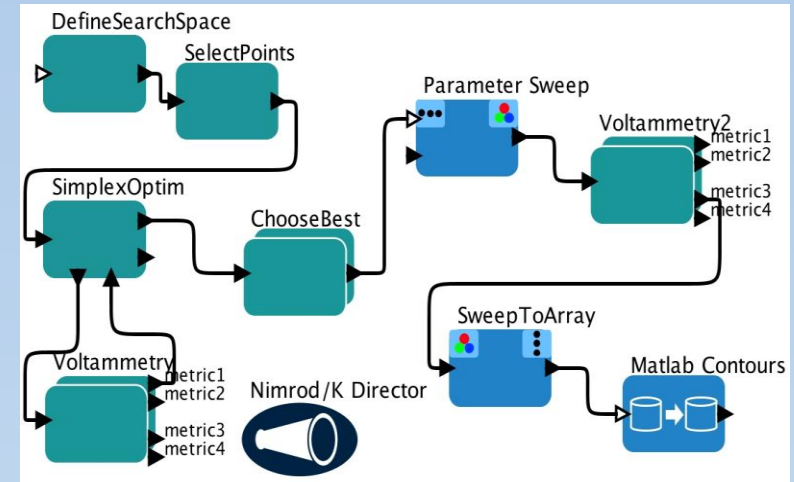 DefineSearchSpace
SelectPoints
Parameter Sweep
Voltammetry2
metric1
metric2
metric3
metric4
SimplexOptim
ChooseBest
SweepToArray
Matlab Contours
Voltammetry
metric1
metric2
metric3
metric4
Nimrod/K Director